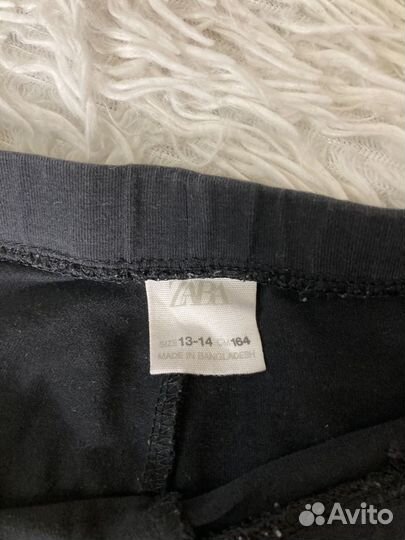 ZARA
SIZE 13-14 CM 164
MADE IN BANGLADESH
Avito